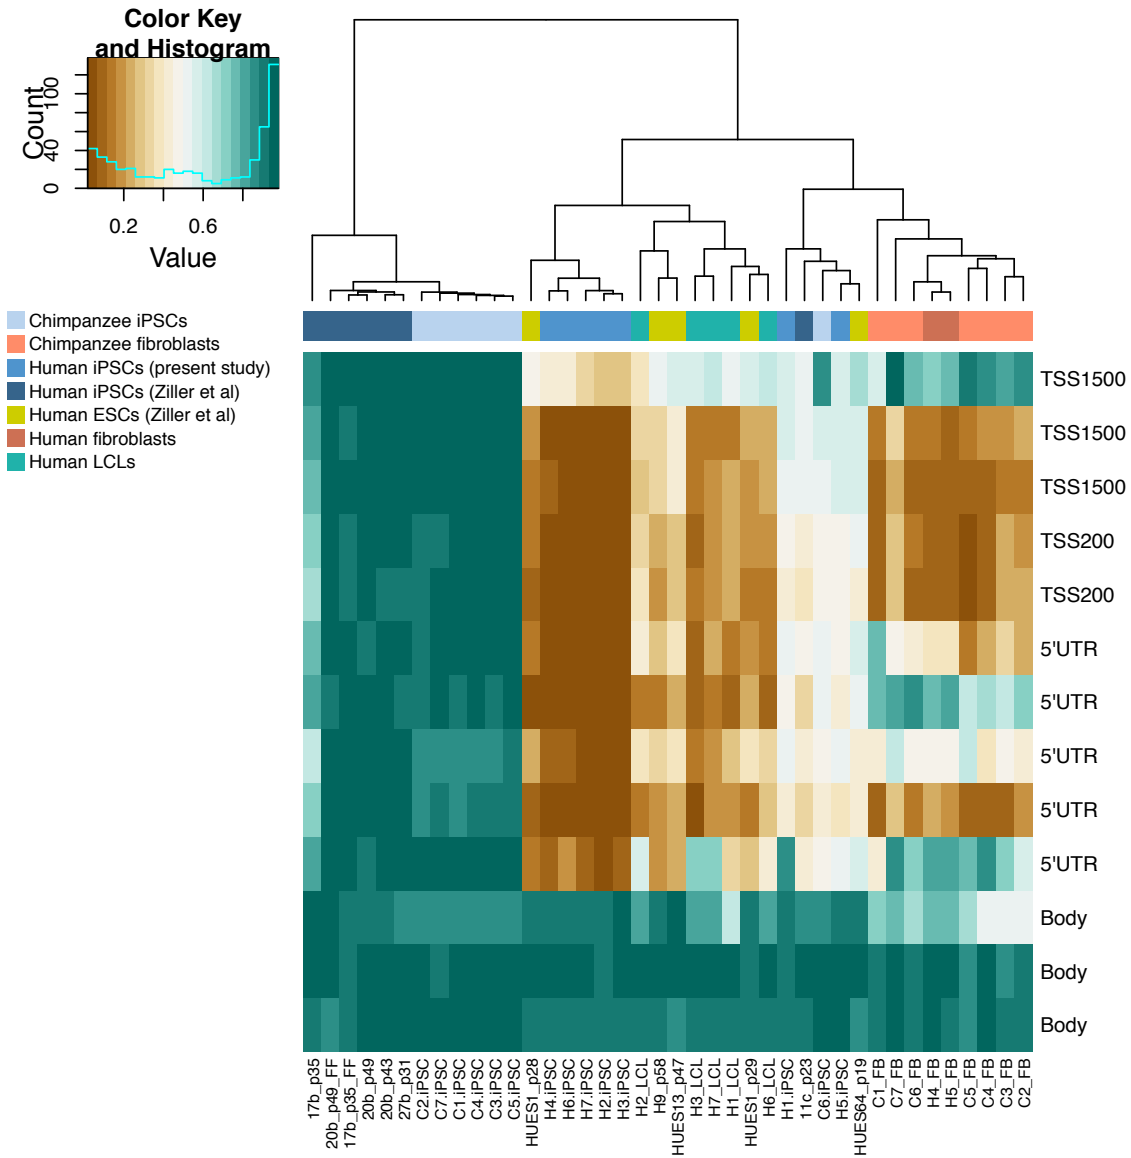 Color Key
and Histogram
Count
0 40 100
0.2 0.6
Value
Chimpanzee iPSCs
Chimpanzee fibroblasts
Human iPSCs (present study)
Human iPSCs (Ziller et al)
Human ESCs (Ziller et al)
Human fibroblasts
Human LCLs
TSS1500
TSS1500
TSS1500
TSS200
TSS200
5'UTR
5'UTR
5'UTR
5'UTR
5'UTR
Body
Body
Body
17b_p35
20b_p49_FF
17b_p35_FF
20b_p49
20b_p43
27b_p31
C2.iPSC
C7.iPSC
C1.iPSC
C4.iPSC
C3.iPSC
C5.iPSC
HUES1_p28
H4.iPSC
H6.iPSC
H7.iPSC
H2.iPSC
H3.iPSC
H2_LCL
H9_p58
HUES13_p47
H3_LCL
H7_LCL
H1_LCL
HUES1_p29
H6_LCL
H1.iPSC
11c_p23
C6.iPSC
H5.iPSC
HUES64_p19
C1_FB
C7_FB
C6_FB
H4_FB
H5_FB
C5_FB
C4_FB
C3_FB
C2_FB